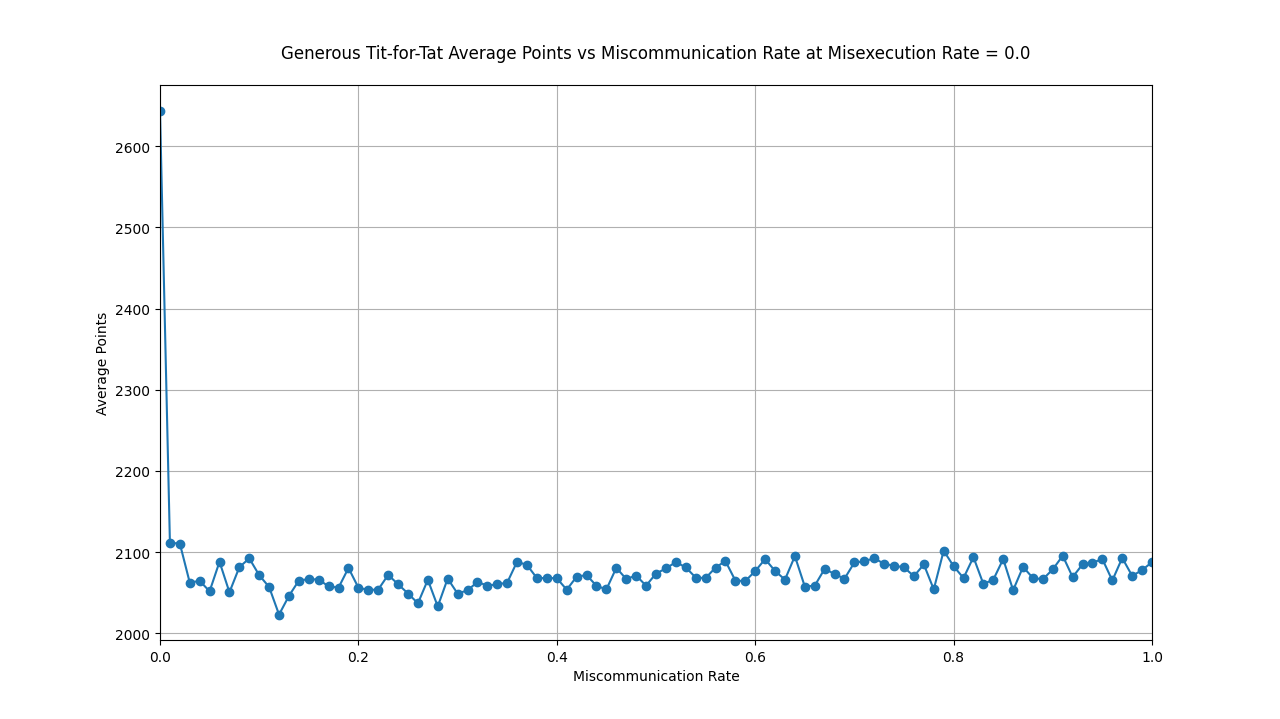 Generous Tit-for-Tat Average Points vs Miscommunication Rate at Misexecution Rate = 0.0
Average Points
2600
2500
2400
2300
2200
2100
2000
0.0 0.2 0.4 0.6 0.8 1.0
Miscommunication Rate